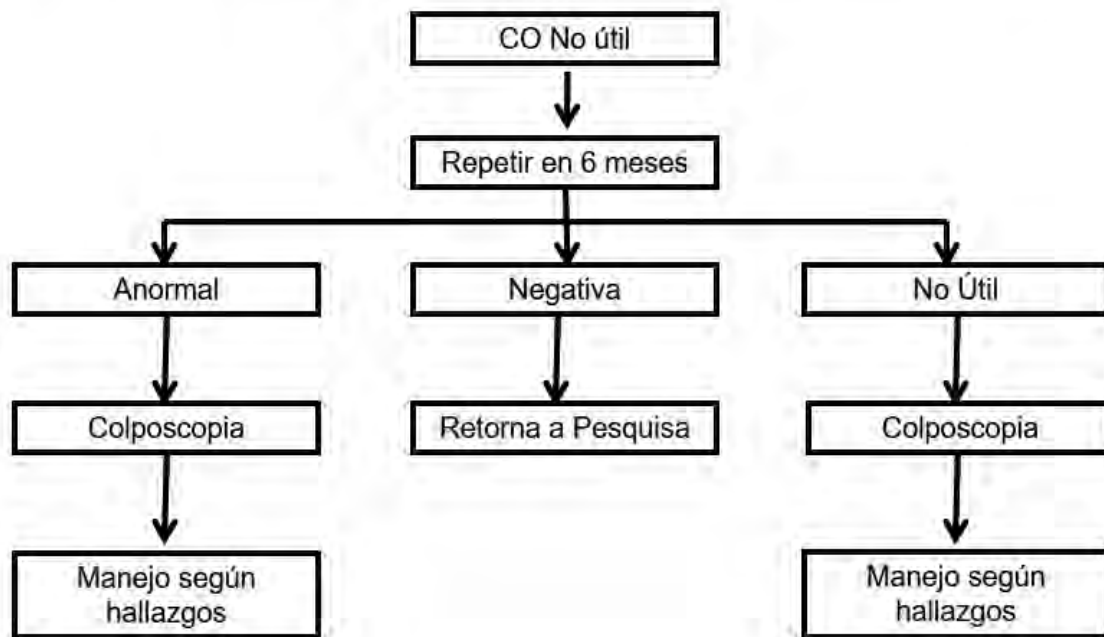 CO No útil
Repetir en 6 meses
Anormal
Negativa
No Útil
Colposcopia
Retorna a Pesquisa
Colposcopia
Manejo según
hallazgos
Manejo según
hallazgos